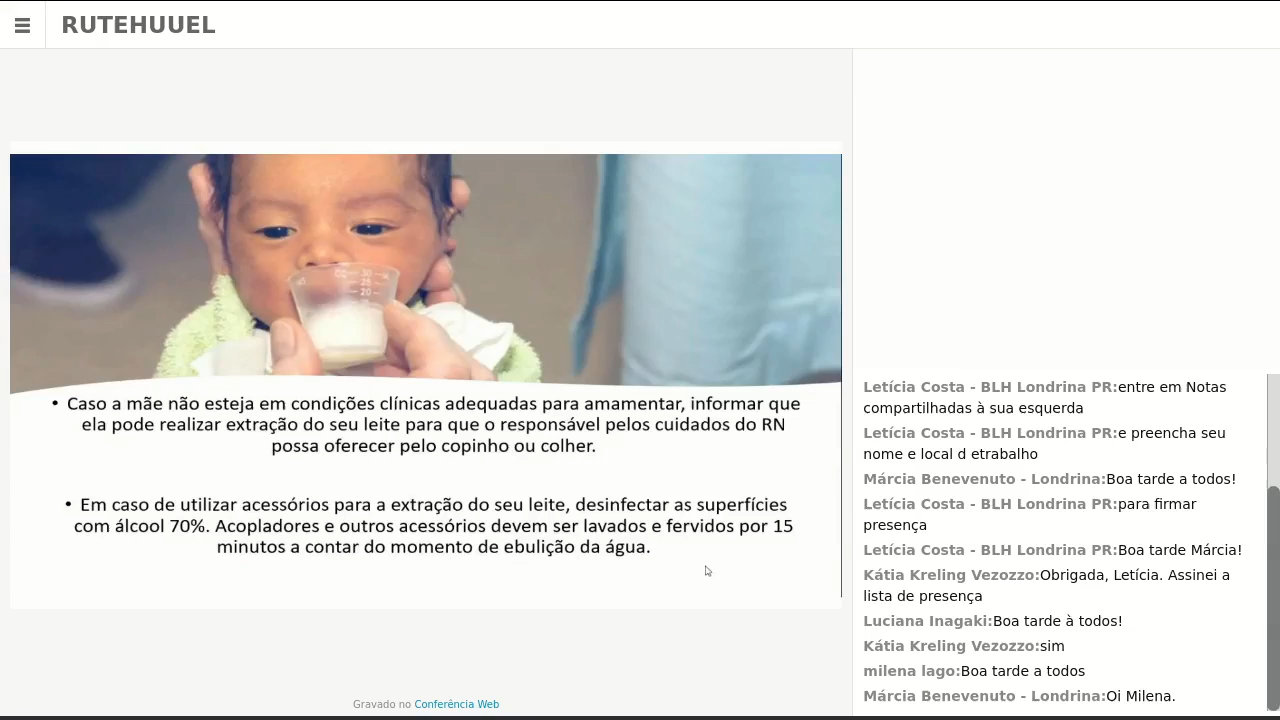 RUTEHUUEL
30
25
20
• Caso a mãe não esteja em condições clínicas adequadas para amamentar, informar que
ela pode realizar extração do seu leite para que o responsável pelos cuidados do RN
possa oferecer pelo copinho ou colher.
• Em caso de utilizar acessórios para a extração do seu leite, desinfectar as superfícies
com álcool 70%. Acopladores e outros acessórios devem ser lavados e fervidos por 15
minutos a contar do momento de ebulição da água.
Gravado no Conferência Web
Letícia Costa - BLH Londrina PR:entre em Notas
compartilhadas à sua esquerda
Letícia Costa - BLH Londrina PR:e preencha seu
nome e local d etrabalho
Márcia Benevenuto - Londrina:Boa tarde a todos!
Letícia Costa - BLH Londrina PR:para firmar
presença
Letícia Costa - BLH Londrina PR:Boa tarde Márcia!
Kátia Kreling Vezozzo:Obrigada, Letícia. Assinei a
lista de presença
Luciana Inagaki:Boa tarde à todos!
Kátia Kreling Vezozzo:sim
milena lago:Boa tarde a todos
Márcia Benevenuto - Londrina:Oi Milena.